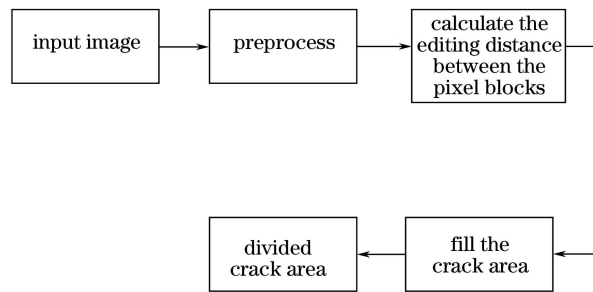 input image
preprocess
calculate the
editing distance
between the
pixel blocks
fill the
crack area
divided
crack area